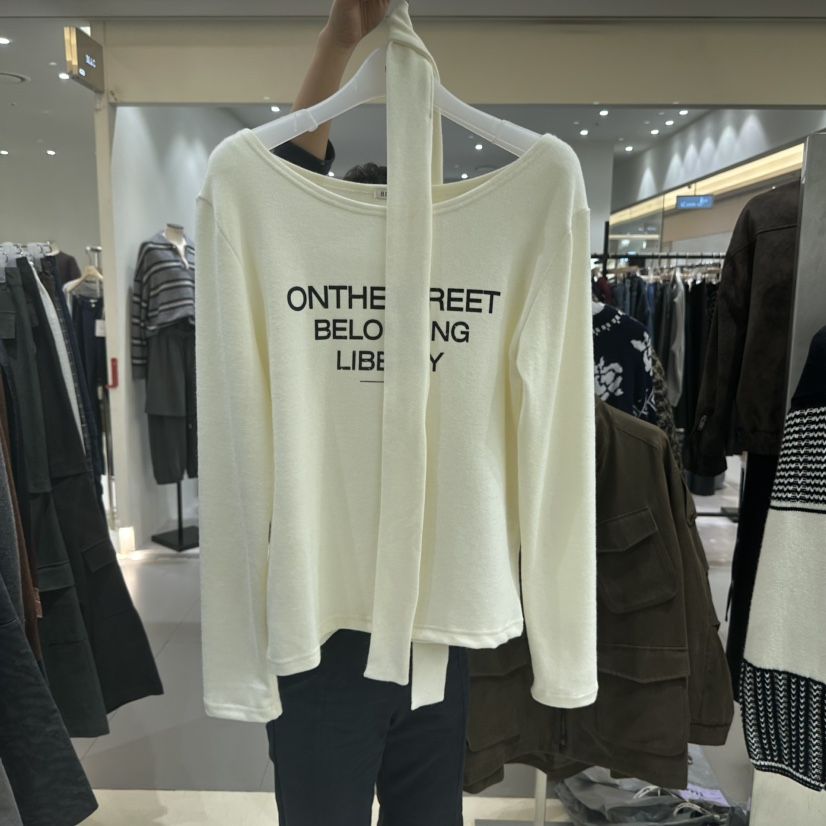 ONTHE REET
BELO NG
LIBE Y